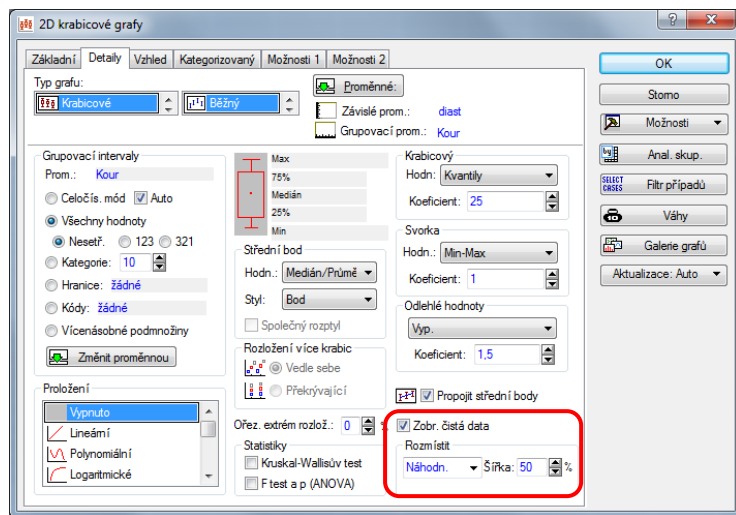 2D krabicové grafy
Základní Detaily Vzhled Kategorizovaný Možnosti 1 Možnosti 2
Typ grafu:
Krabicové Běžný
Proměnné:
Závislé prom.: diast
Grupovací prom.: Kour
Grupovací intervaly
Prom.: Kour
Celočís. mód Auto
Všechny hodnoty
Nesetř. 123 321
Kategorie: 10
Hranice: žádné
Kódy: žádné
Vícenásobné podmnožiny
Změnit proměnnou
Proložení
Vypnuto
Lineární
Polynomiální
Logaritmické
Max
75%
Medián
25%
Min
Střední bod
Hodn.: Medián/Průmě
Styl: Bod
Společný rozptyl
Rozložení více krabic
Vedle sebe
Překrývající
Ořez. extrém rozlož.: 0 %
Statistiky
Kruskal-Wallisův test
F test a p (ANOVA)
Krabicový
Hodn: Kvantily
Koeficient: 25
Svorka
Hodn.: Min-Max
Koeficient: 1
Odlehlé hodnoty
Vyp.
Koeficient: 1,5
Propojit střední body
Zobr. čistá data
Rozmístit
Náhodn. Šířka: 50 %
OK
Storno
Možnosti
Anal. skup.
SELECT
CASES
Filtr případů
Váhy
Galerie grafů
Aktualizace: Auto